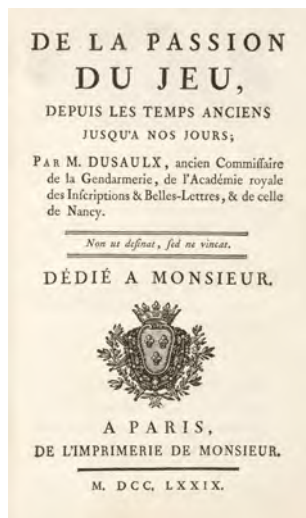 DE LA PASSION
DU JEU,
DEPUIS LES TEMPS ANCIENS
JUSQU'A NOS JOURS;
PAR M. DUSAULX, ancien Commiſſaire
de la Gendarmerie, de l'Académie royale
des Inſcriptions & Belles-Lettres, & de celle
de Nancy.
Non ut deſinat, ſed ne vincat.
DÉDIÉ A MONSIEUR.
A PARIS,
DE L'IMPRIMERIE DE MONSIEUR.
M. DCC. LXXIX.